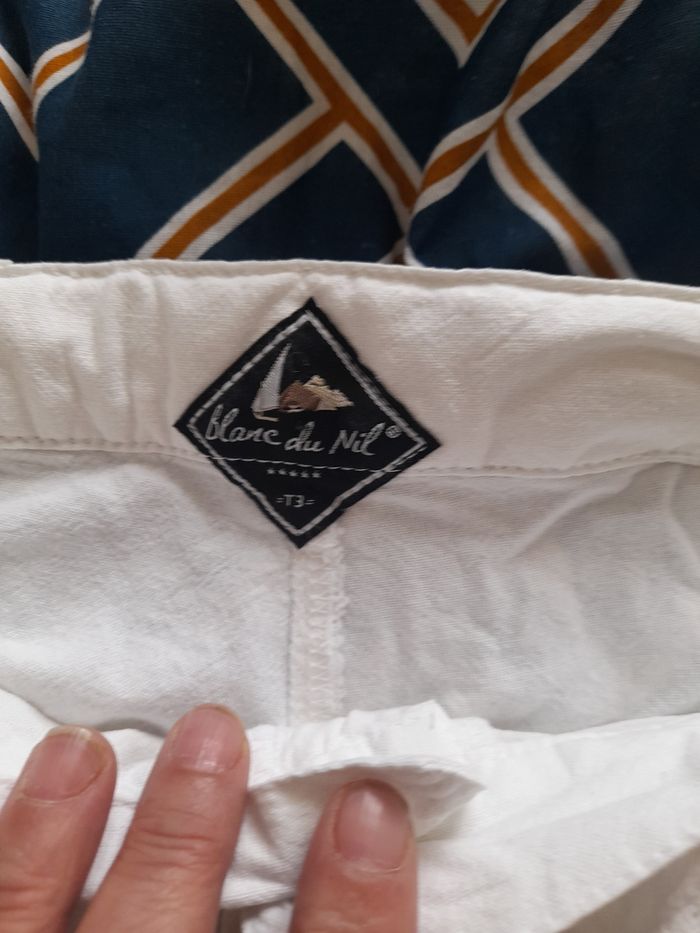 Blanc du Nil®
=T3=